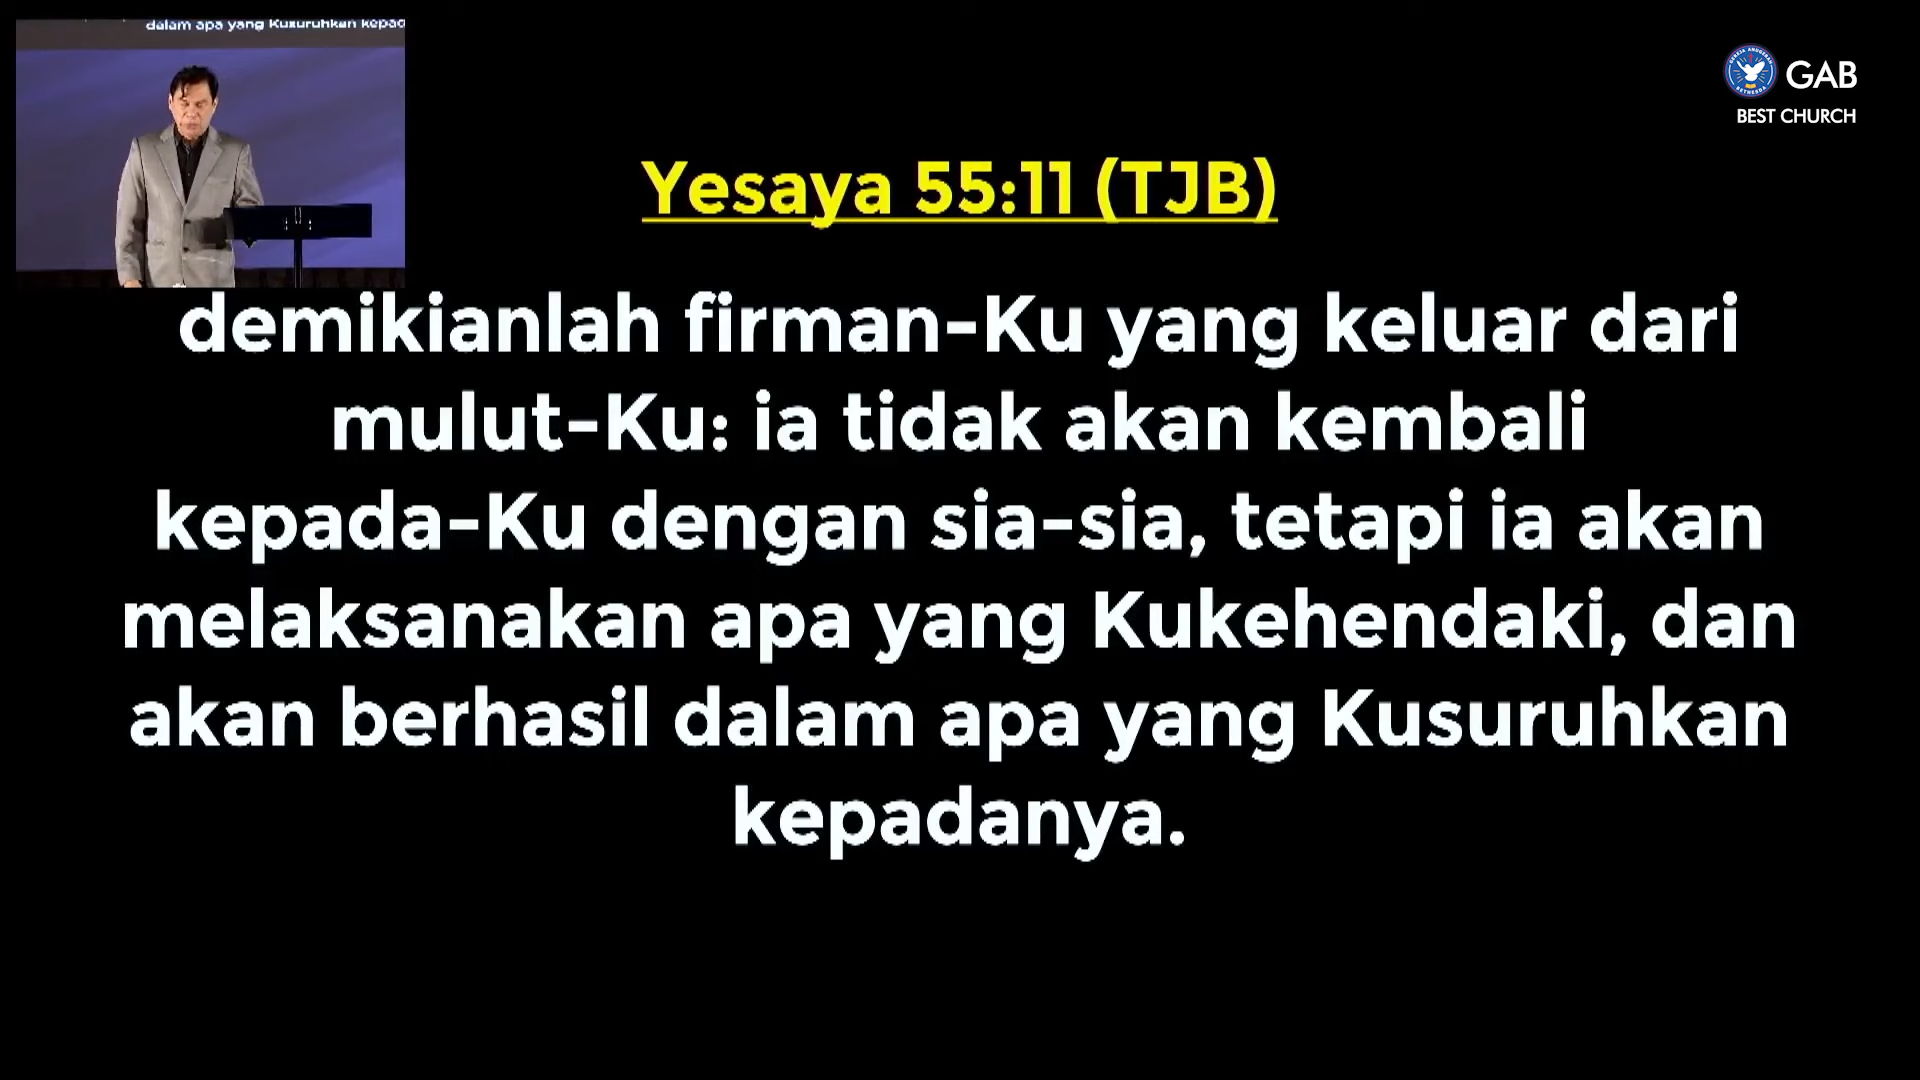 dalam apa yang Kusuruhkan kepad
GAB
BEST CHURCH
Yesaya 55:11 (TJB)
demikianlah firman-Ku yang keluar dari
mulut-Ku: ia tidak akan kembali
kepada-Ku dengan sia-sia, tetapi ia akan
melaksanakan apa yang Kukehendaki, dan
akan berhasil dalam apa yang Kusuruhkan
kepadanya.